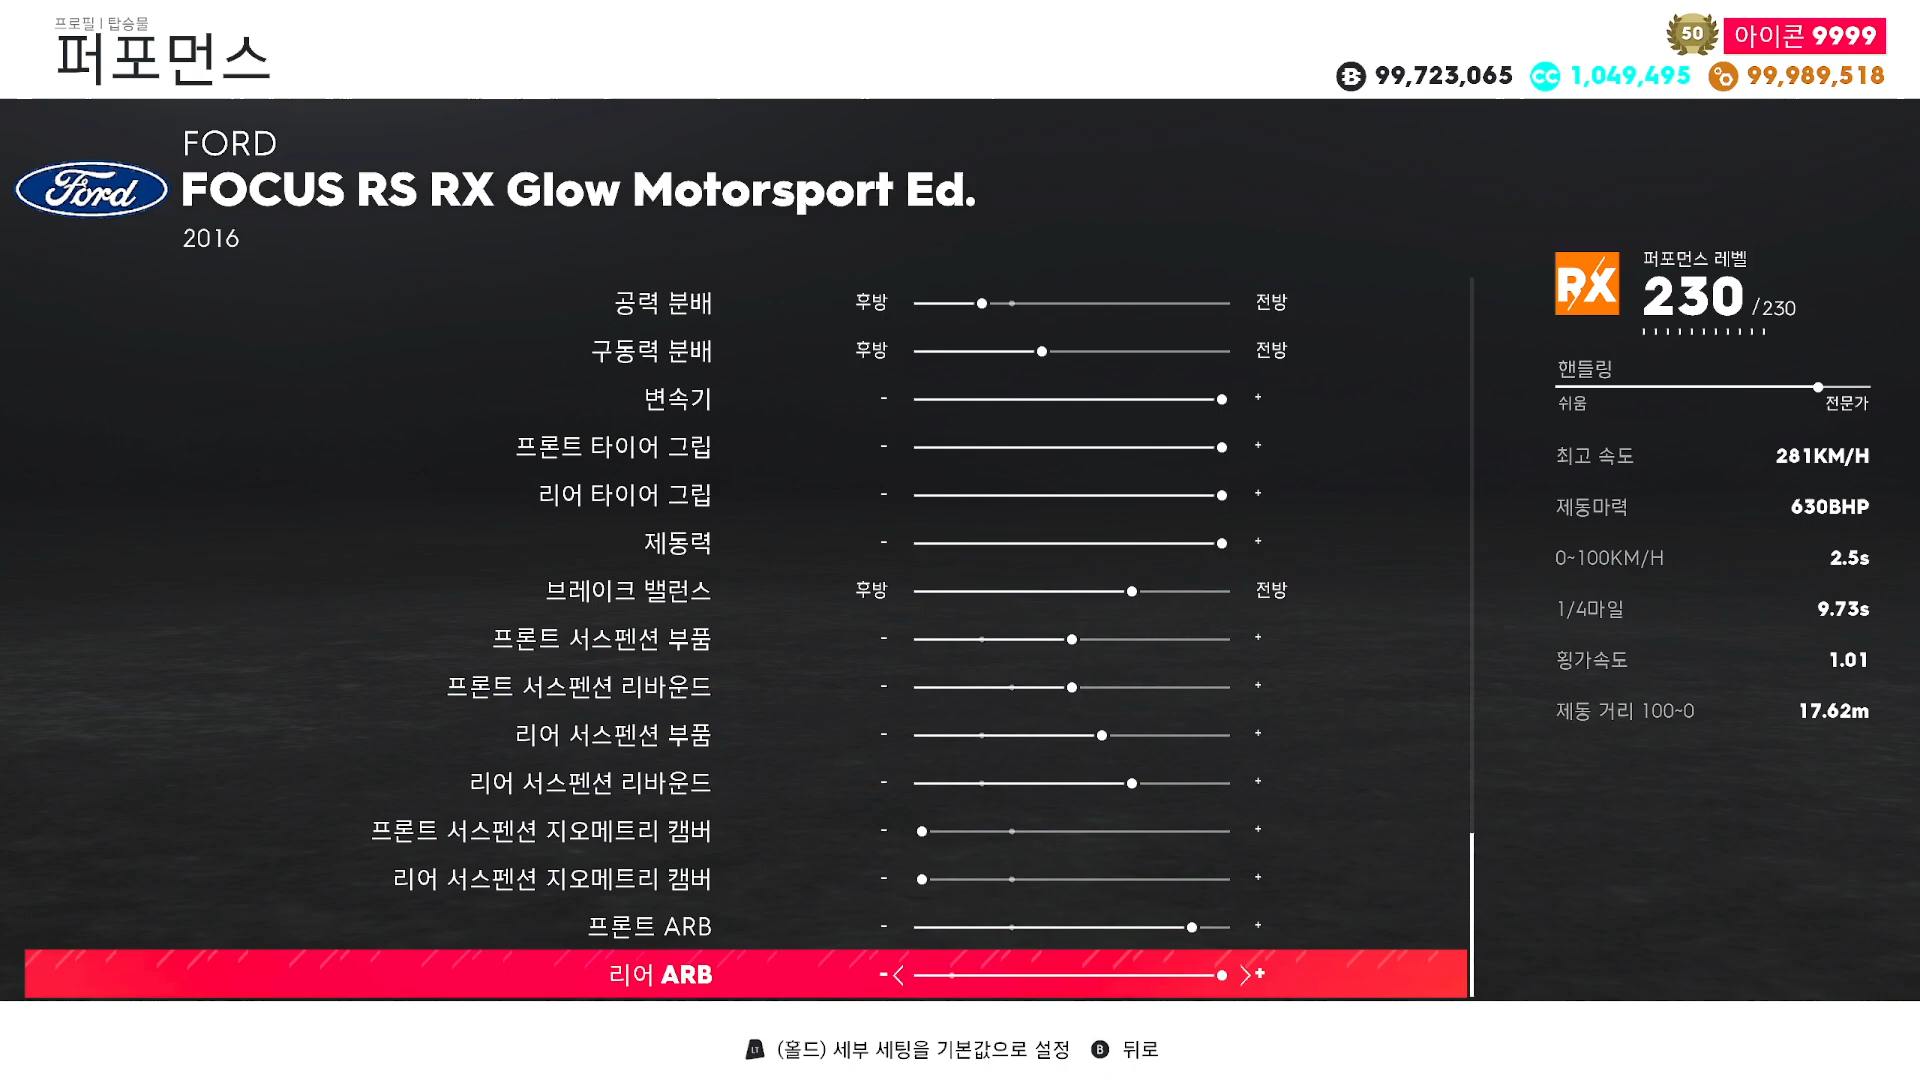 프로필 | 탑승물
퍼포먼스
50 아이콘 9999
99,723,065 CC 1,049,495 99,989,518
Ford
FORD
FOCUS RS RX Glow Motorsport Ed.
2016
공력 분배 후방 전방
구동력 분배 후방 전방
변속기 - +
프론트 타이어 그립 - +
리어 타이어 그립 - +
제동력 - +
브레이크 밸런스 후방 전방
프론트 서스펜션 부품 - +
프론트 서스펜션 리바운드 - +
리어 서스펜션 부품 - +
리어 서스펜션 리바운드 - +
프론트 서스펜션 지오메트리 캠버 - +
리어 서스펜션 지오메트리 캠버 - +
프론트 ARB - +
리어 ARB - +
RX
퍼포먼스 레벨
230 /230
핸들링
쉬움 전문가
최고 속도 281KM/H
제동마력 630BHP
0~100KM/H 2.5s
1/4마일 9.73s
횡가속도 1.01
제동 거리 100~0 17.62m
LT (홀드) 세부 세팅을 기본값으로 설정 B 뒤로